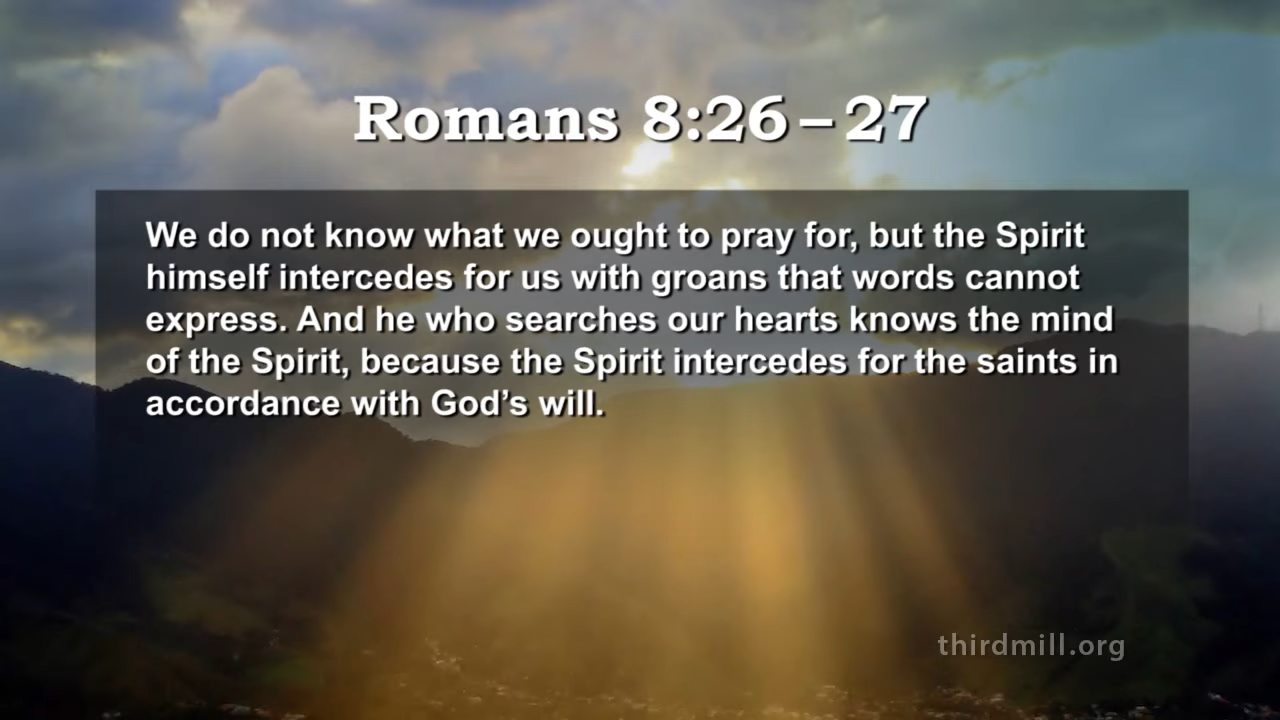 Romans 8:26–27
We do not know what we ought to pray for, but the Spirit
himself intercedes for us with groans that words cannot
express. And he who searches our hearts knows the mind
of the Spirit, because the Spirit intercedes for the saints in
accordance with God’s will.
thirdmill.org